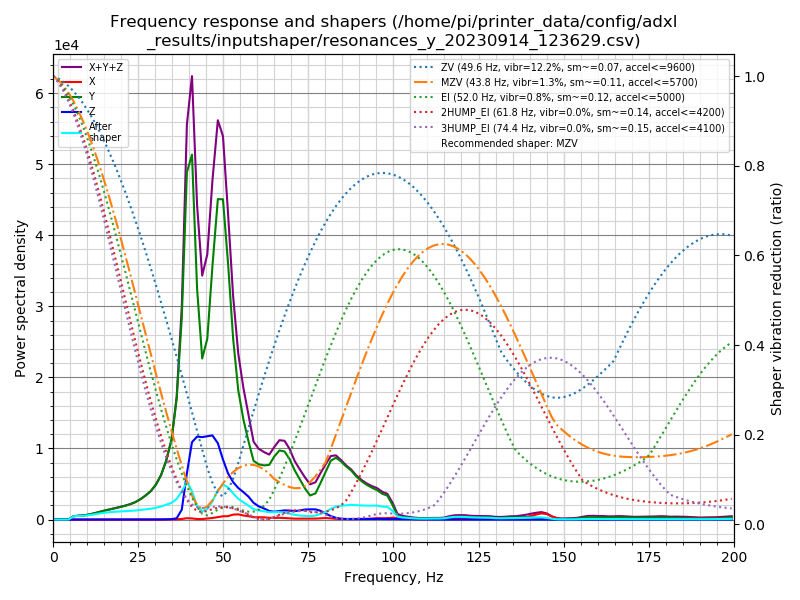 Frequency response and shapers (/home/pi/printer_data/config/adxl
_results/inputshaper/resonances_y_20230914_123629.csv)
1e4
X+Y+Z
X
Y
Z
After
shaper
ZV (49.6 Hz, vibr=12.2%, sm~=0.07, accel<=9600)
MZV (43.8 Hz, vibr=1.3%, sm~=0.11, accel<=5700)
EI (52.0 Hz, vibr=0.8%, sm~=0.12, accel<=5000)
2HUMP_EI (61.8 Hz, vibr=0.0%, sm~=0.14, accel<=4200)
3HUMP_EI (74.4 Hz, vibr=0.0%, sm~=0.15, accel<=4100)
Recommended shaper: MZV
Power spectral density
6
5
4
3
2
1
0
1.0
0.8
0.6
0.4
0.2
0.0
Shaper vibration reduction (ratio)
0 25 50 75 100 125 150 175 200
Frequency, Hz